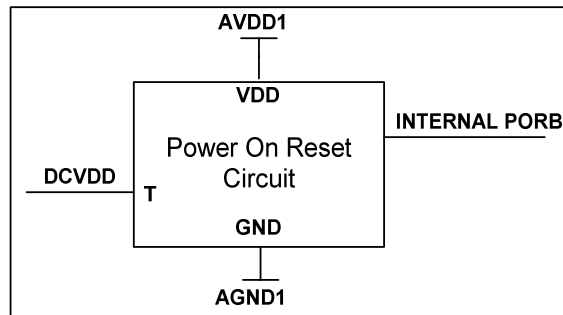 AVDD1
VDD
INTERNAL PORB
Power On Reset
Circuit
DCVDD
T
GND
AGND1